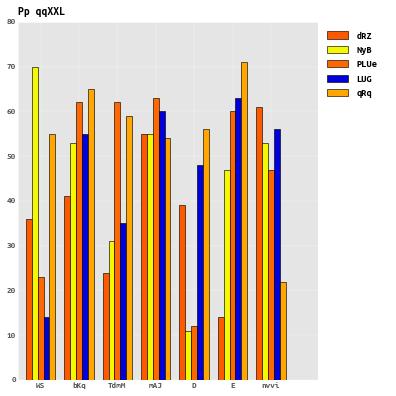 Pp qqXXL
80
70
60
50
40
30
20
10
0
WS bKq TdmM mAJ D E nvvi
dRZ
NyB
PLUe
LUG
qRq